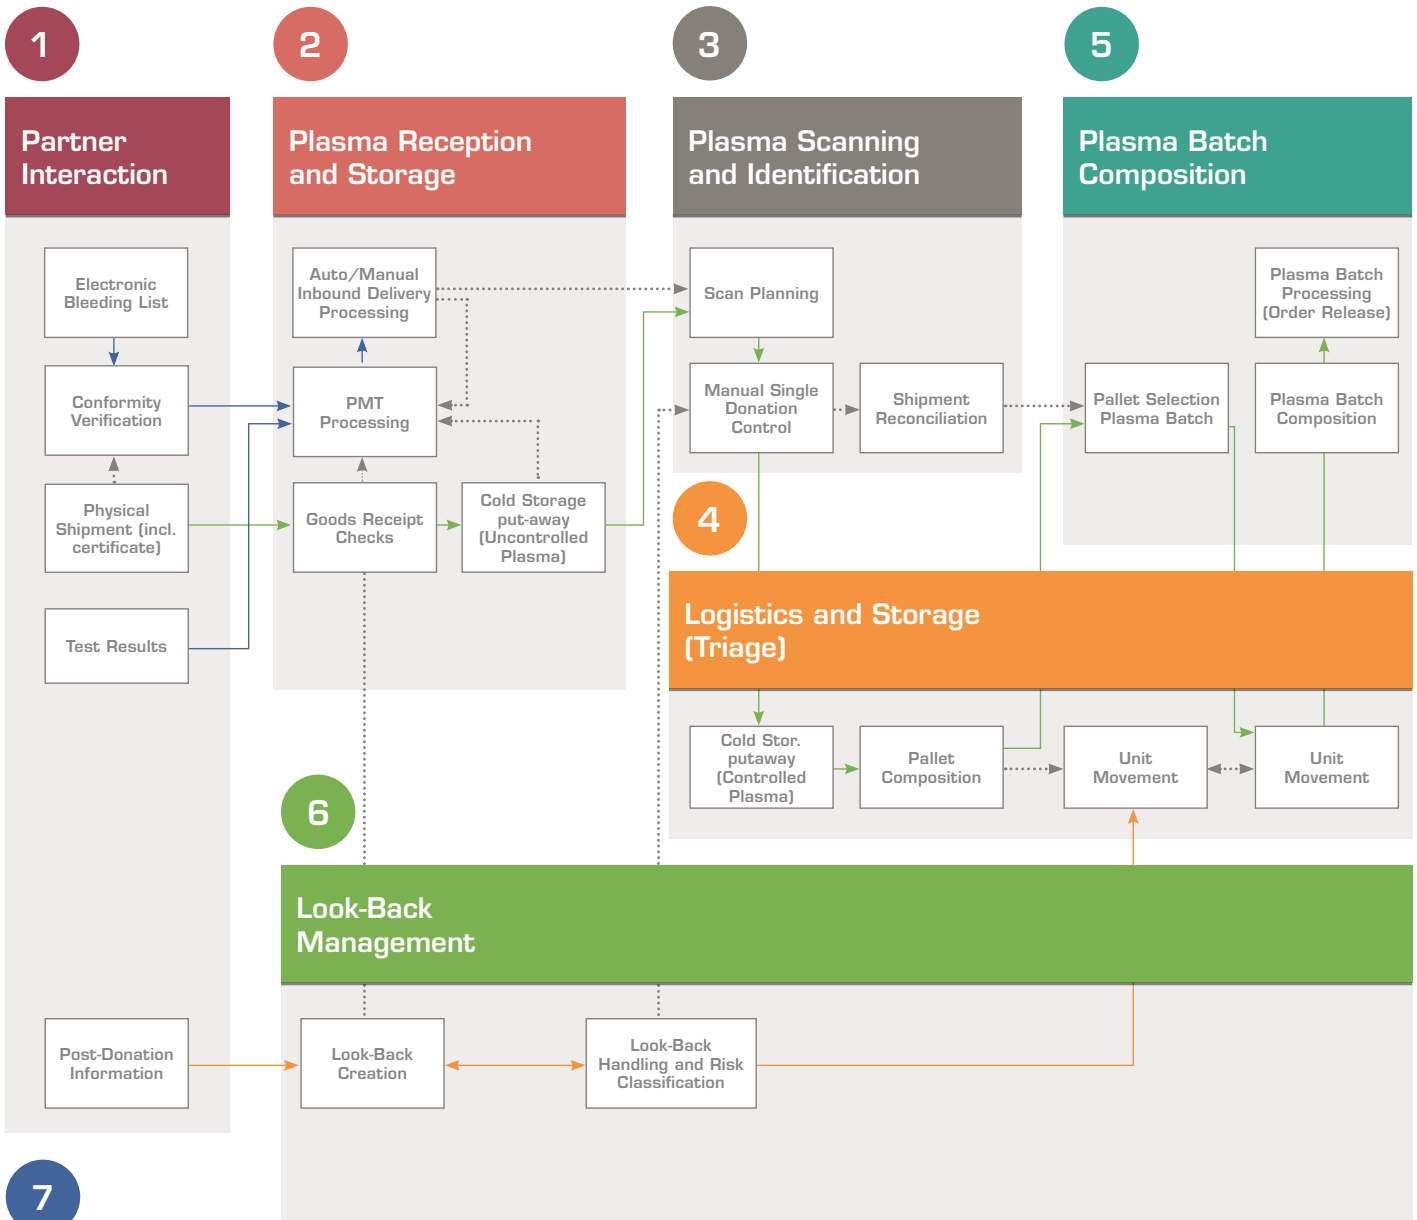 1
Partner
Interaction
Electronic
Bleeding List
Conformity
Verification
Physical
Shipment (incl.
certificate)
Test Results
Post-Donation
Information
2
Plasma Reception
and Storage
Auto/Manual
Inbound Delivery
Processing
PMT
Processing
Goods Receipt
Checks
Cold Storage
put-away
(Uncontrolled
Plasma)
3
Plasma Scanning
and Identification
Scan Planning
Manual Single
Donation
Control
Shipment
Reconciliation
5
Plasma Batch
Composition
Plasma Batch
Processing
(Order Release)
Pallet Selection
Plasma Batch
Plasma Batch
Composition
4
Logistics and Storage
(Triage)
Cold Stor.
putaway
(Controlled
Plasma)
Pallet
Composition
Unit
Movement
Unit
Movement
6
Look-Back
Management
Look-Back
Creation
Look-Back
Handling and Risk
Classification
7